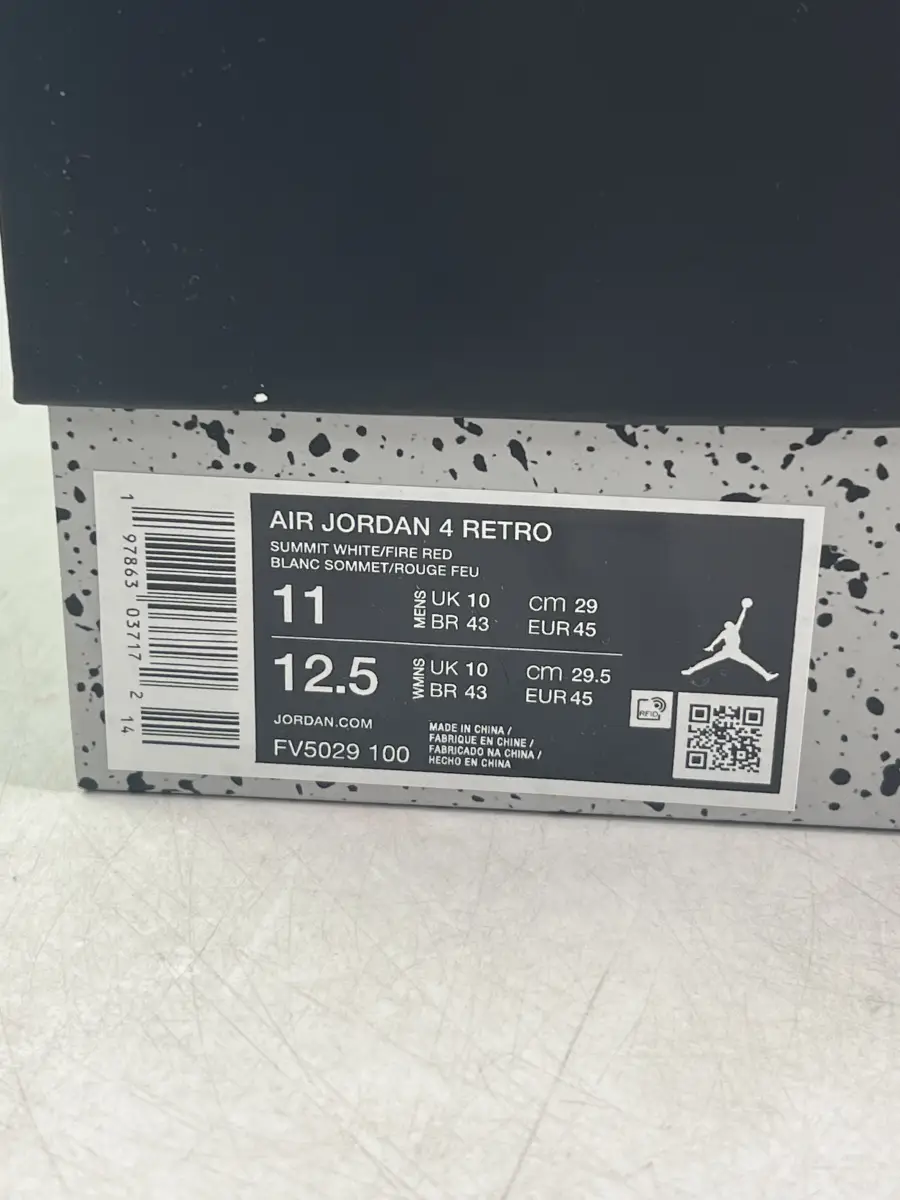 1 97863 03717 2 14
AIR JORDAN 4 RETRO
SUMMIT WHITE/FIRE RED
BLANC SOMMET/ROUGE FEU
11 MENS UK 10 cm 29
BR 43 EUR 45
12.5 WMNS UK 10 cm 29.5
BR 43 EUR 45
RFID
JORDAN.COM
FV5029 100
MADE IN CHINA /
FABRIQUE EN CHINE /
FABRICADO NA CHINA /
HECHO EN CHINA